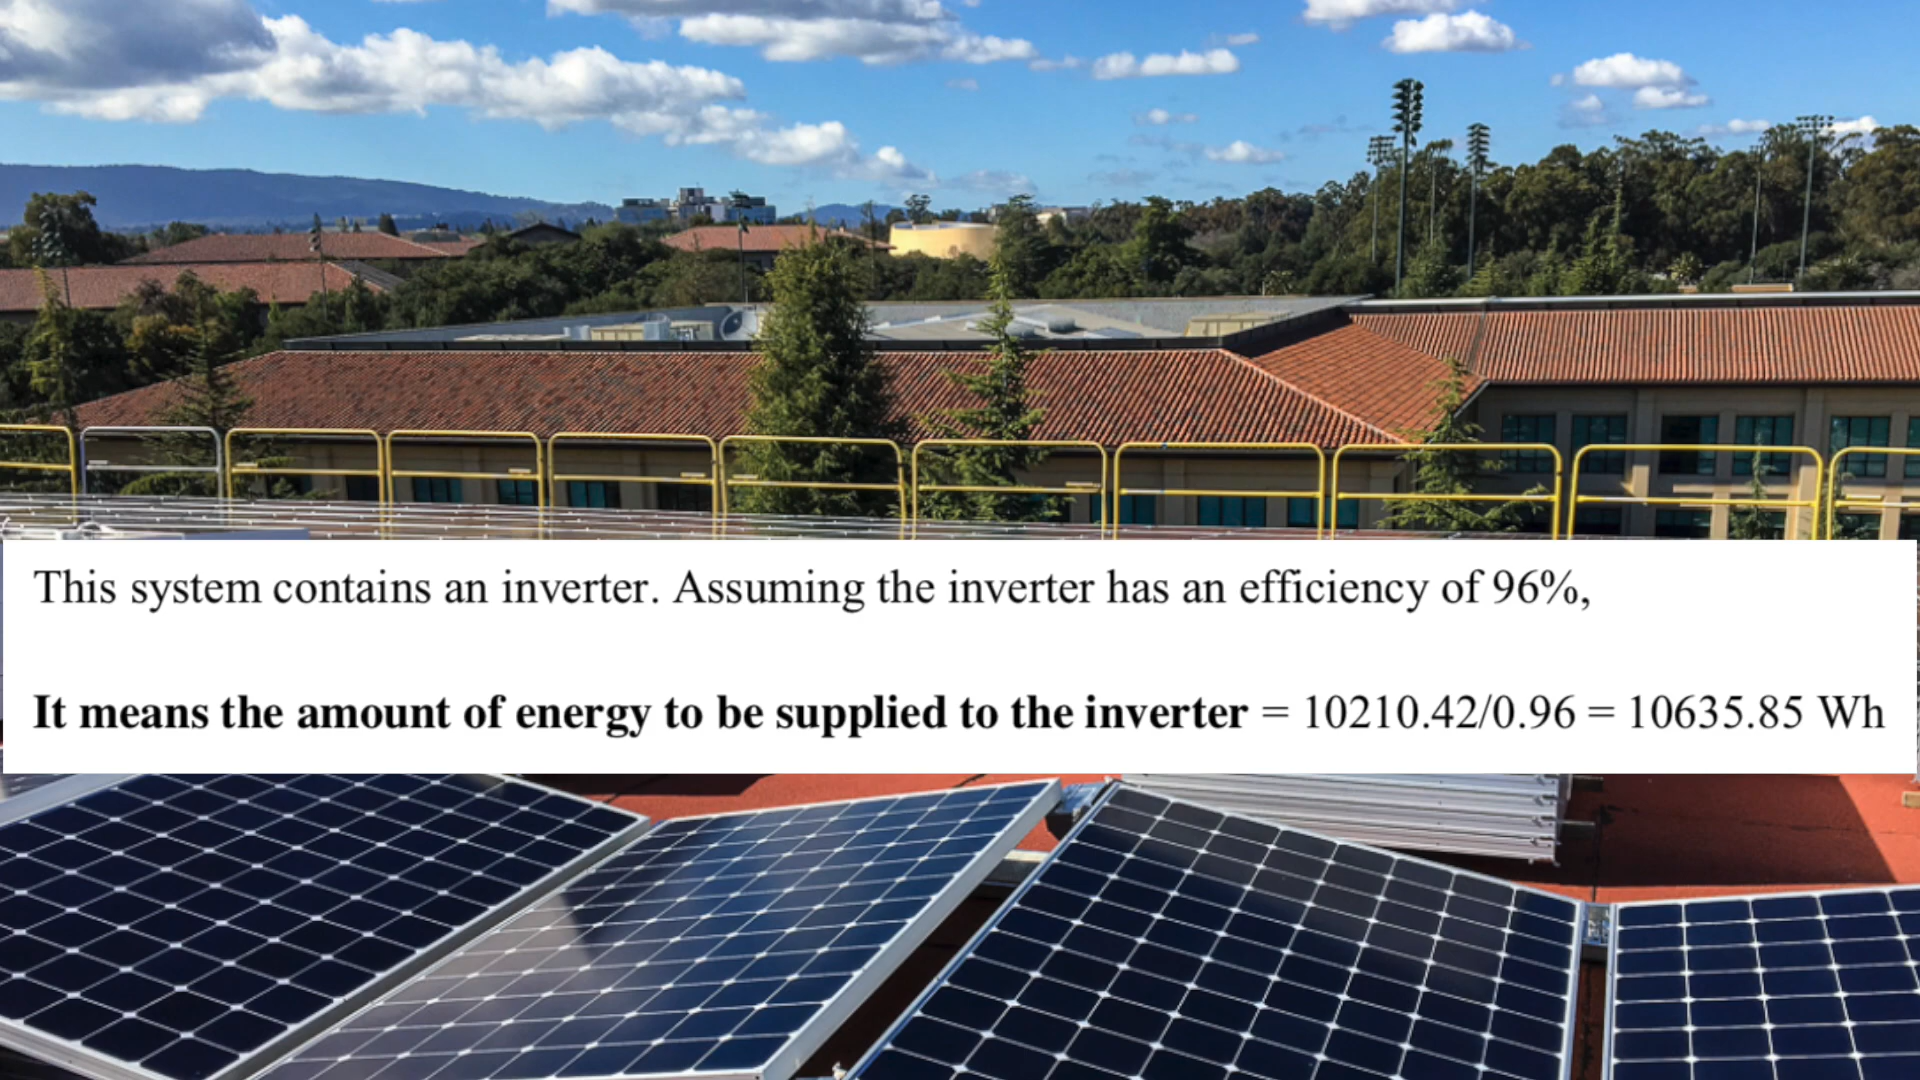 This system contains an inverter. Assuming the inverter has an efficiency of 96%,
It means the amount of energy to be supplied to the inverter = 10210.42/0.96 = 10635.85 Wh